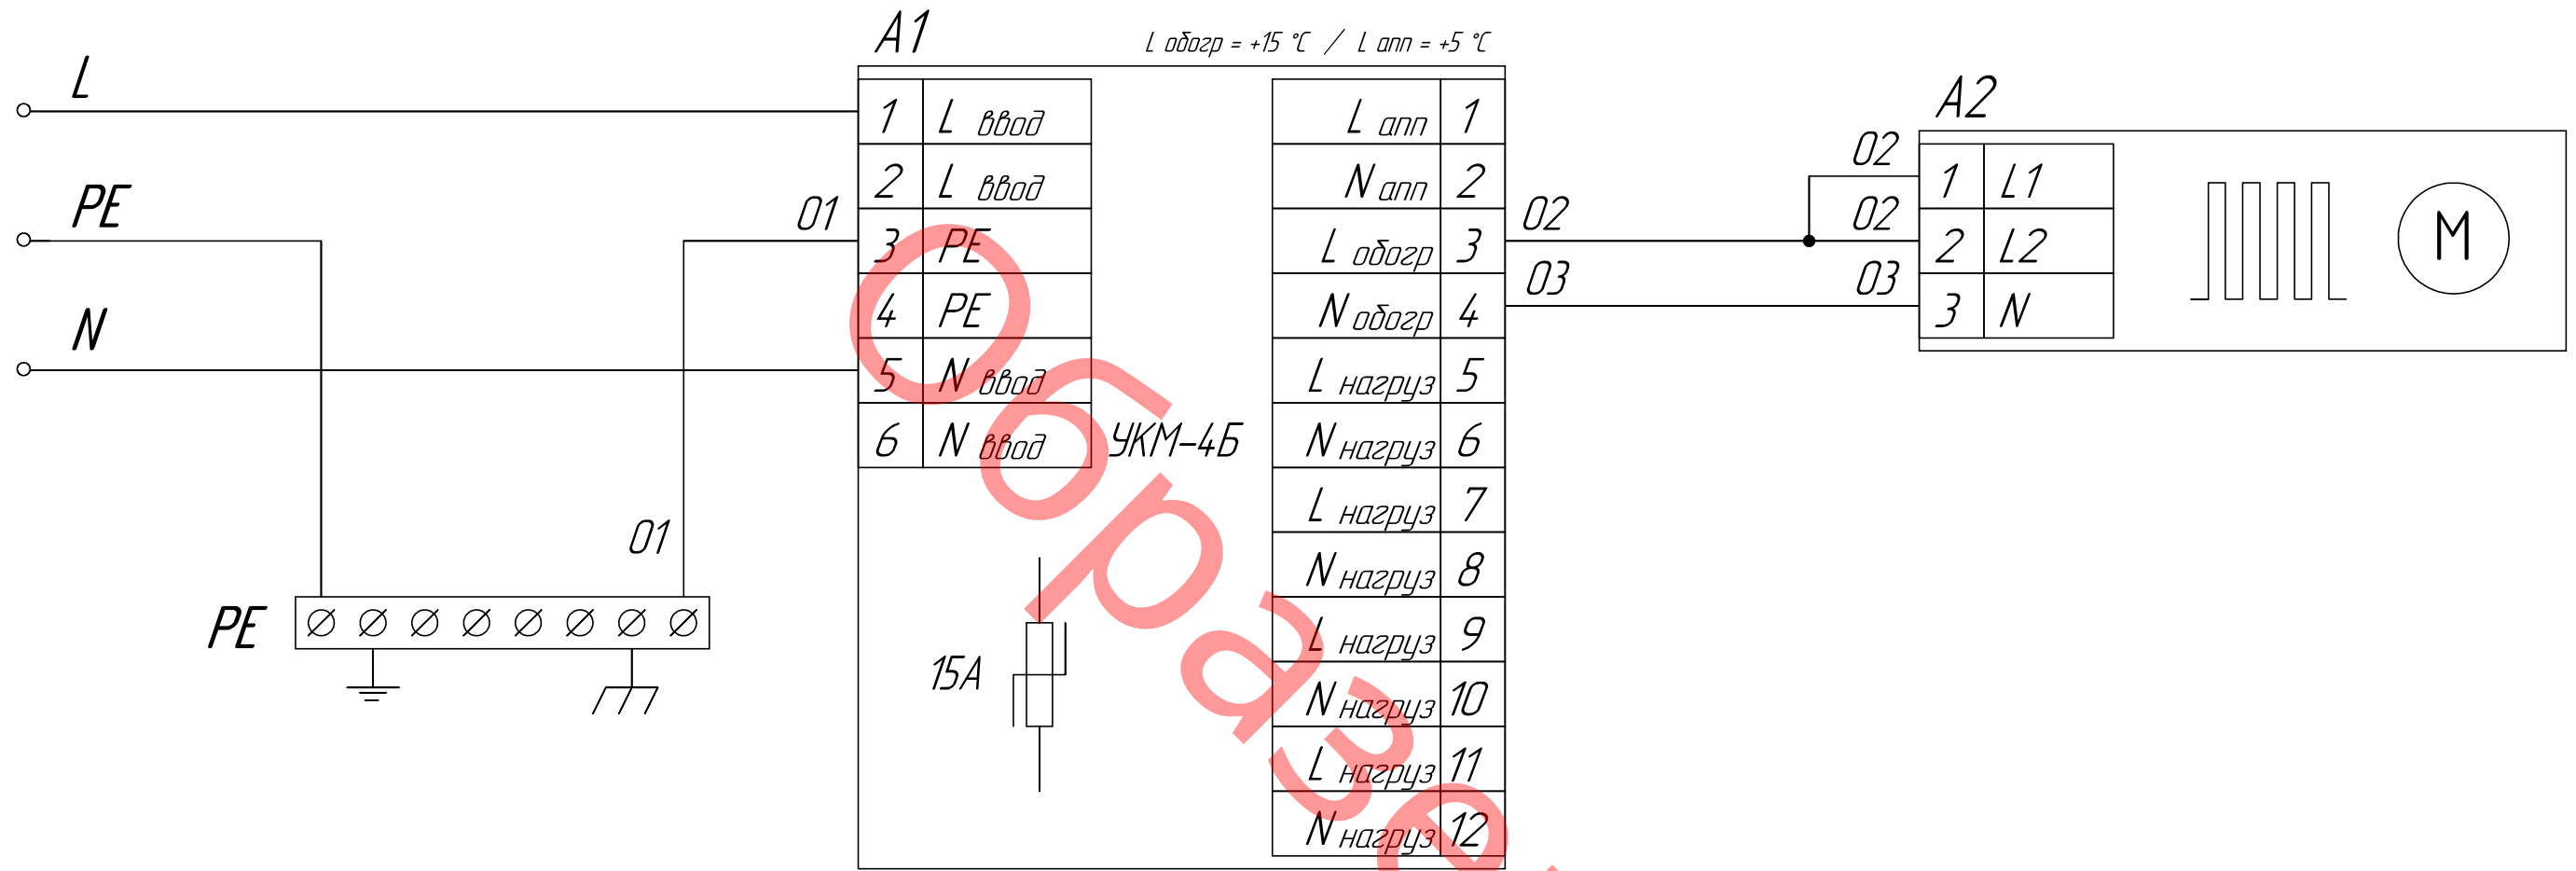 L
PE
N
PE
01
01
A1
L обогр = +15 °C / L апп = +5 °C
1 L ввод
2 L ввод
3 PE
4 PE
5 N ввод
6 N ввод
УКМ-4Б
15А
L апп 1
N апп 2
L обогр 3
N обогр 4
L нагруз 5
N нагруз 6
L нагруз 7
N нагруз 8
L нагруз 9
N нагруз 10
L нагруз 11
N нагруз 12
02
03
02
02
03
A2
1 L1
2 L2
3 N
M
Образе